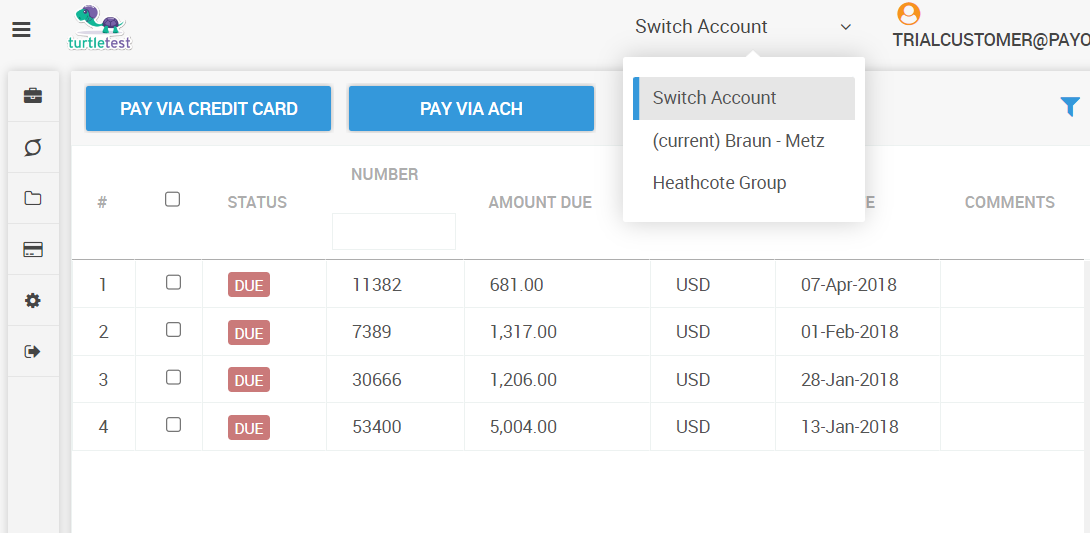 turtletest
Switch Account
TRIALCUSTOMER@PAYO
PAY VIA CREDIT CARD
PAY VIA ACH
Switch Account
(current) Braun - Metz
Heathcote Group
# STATUS NUMBER AMOUNT DUE E COMMENTS
1 DUE 11382 681.00 USD 07-Apr-2018
2 DUE 7389 1,317.00 USD 01-Feb-2018
3 DUE 30666 1,206.00 USD 28-Jan-2018
4 DUE 53400 5,004.00 USD 13-Jan-2018